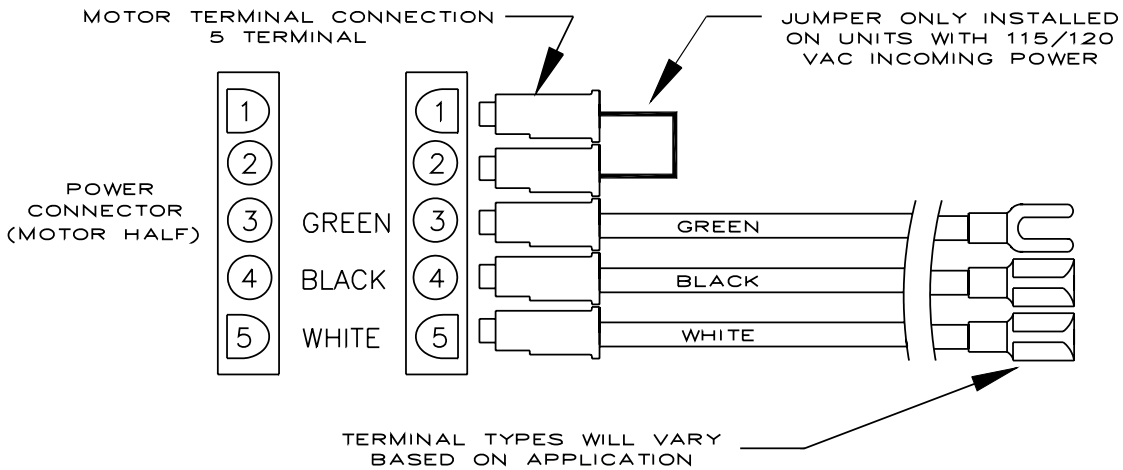 MOTOR TERMINAL CONNECTION
5 TERMINAL
JUMPER ONLY INSTALLED
ON UNITS WITH 115/120
VAC INCOMING POWER
POWER
CONNECTOR
(MOTOR HALF)
1
2
3
4
5
GREEN
BLACK
WHITE
1
2
3
4
5
GREEN
BLACK
WHITE
TERMINAL TYPES WILL VARY
BASED ON APPLICATION